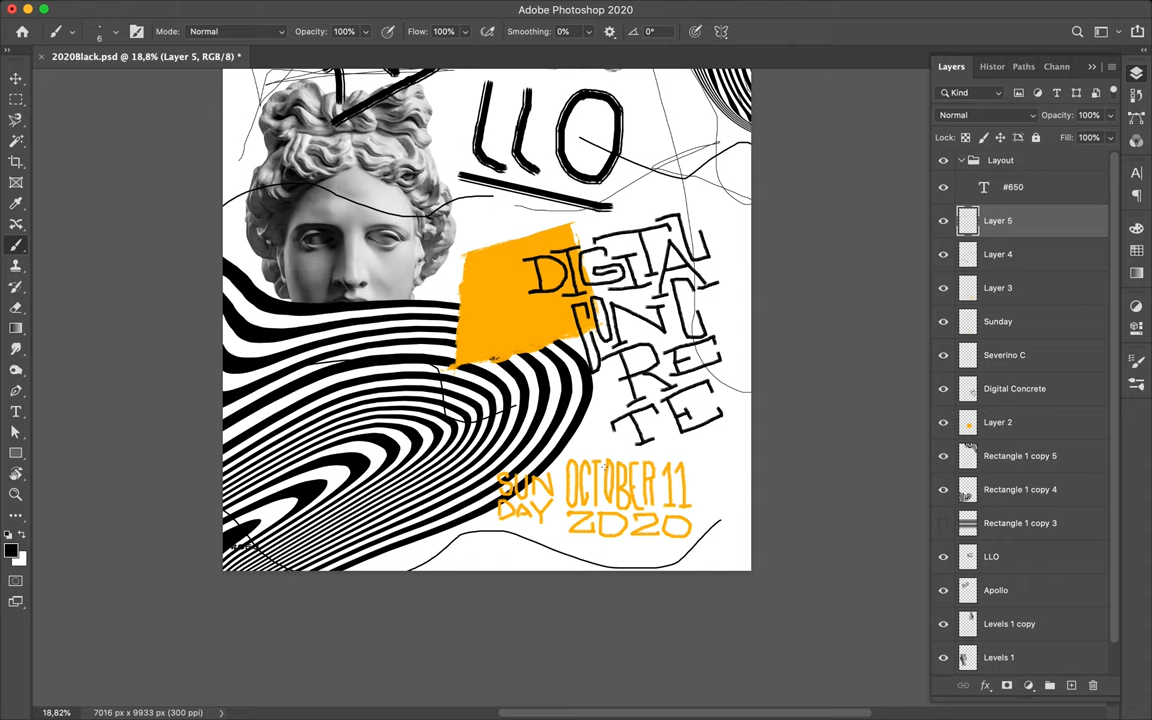 Adobe Photoshop 2020
6
Mode: Normal
Opacity: 100%
Flow: 100%
Smoothing: 0%
0°
2020Black.psd @ 18,8% (Layer 5, RGB/8) *
Layers
Histor
Paths
Chann
Kind
Normal
Opacity: 100%
Lock:
Fill: 100%
Layout
#650
Layer 5
Layer 4
Layer 3
Sunday
Severino C
Digital Concrete
Layer 2
Rectangle 1 copy 5
Rectangle 1 copy 4
Rectangle 1 copy 3
LLO
Apollo
Levels 1 copy
Levels 1
LLO
DIGITAL
CONC
RE
TE
SUN
DAY
OCTOBER 11
2020
18,82%
7016 px x 9933 px (300 ppi)